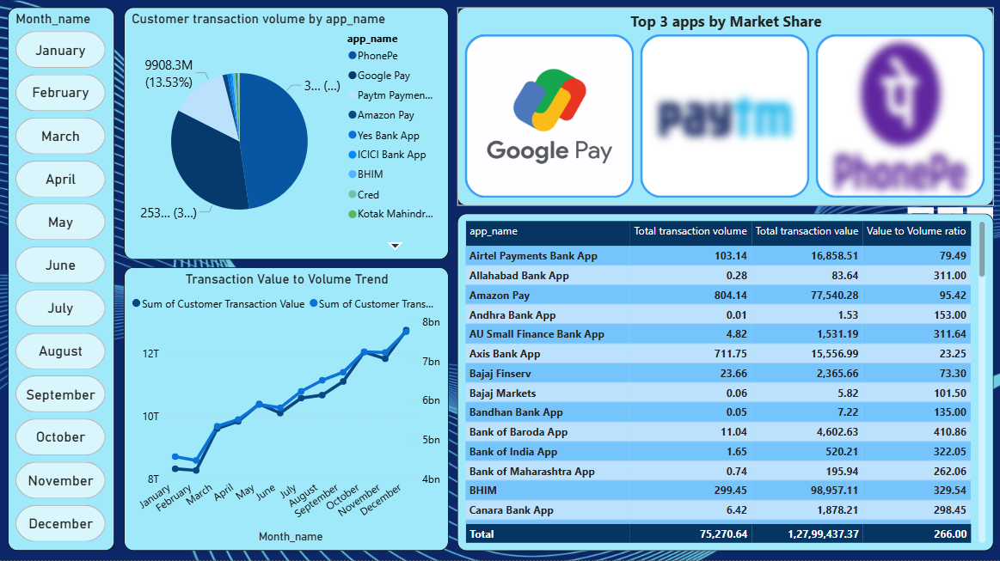 Month_name
January
February
March
April
May
June
July
August
September
October
November
December
Customer transaction volume by app_name
9908.3M
(13.53%)
3... (...)
253... (3...)
app_name
PhonePe
Google Pay
Paytm Paymen...
Amazon Pay
Yes Bank App
ICICI Bank App
BHIM
Cred
Kotak Mahindr...
Top 3 apps by Market Share
Google Pay
paytm
पे
PhonePe
Transaction Value to Volume Trend
Sum of Customer Transaction Value Sum of Customer Trans...
12T
10T
8T
8bn
7bn
6bn
5bn
4bn
January
February
March
April
May
June
July
August
September
October
November
December
Month_name
app_name Total transaction volume Total transaction value Value to Volume ratio
Airtel Payments Bank App 103.14 16,858.51 79.49
Allahabad Bank App 0.28 83.64 311.00
Amazon Pay 804.14 77,540.28 95.42
Andhra Bank App 0.01 1.53 153.00
AU Small Finance Bank App 4.82 1,531.19 311.64
Axis Bank App 711.75 15,556.99 23.25
Bajaj Finserv 23.66 2,365.66 73.30
Bajaj Markets 0.06 5.82 101.50
Bandhan Bank App 0.05 7.22 135.00
Bank of Baroda App 11.04 4,602.63 410.86
Bank of India App 1.65 520.21 322.05
Bank of Maharashtra App 0.74 195.94 262.06
BHIM 299.45 98,957.11 329.54
Canara Bank App 6.42 1,878.21 298.45
Total 75,270.64 1,27,99,437.37 266.00